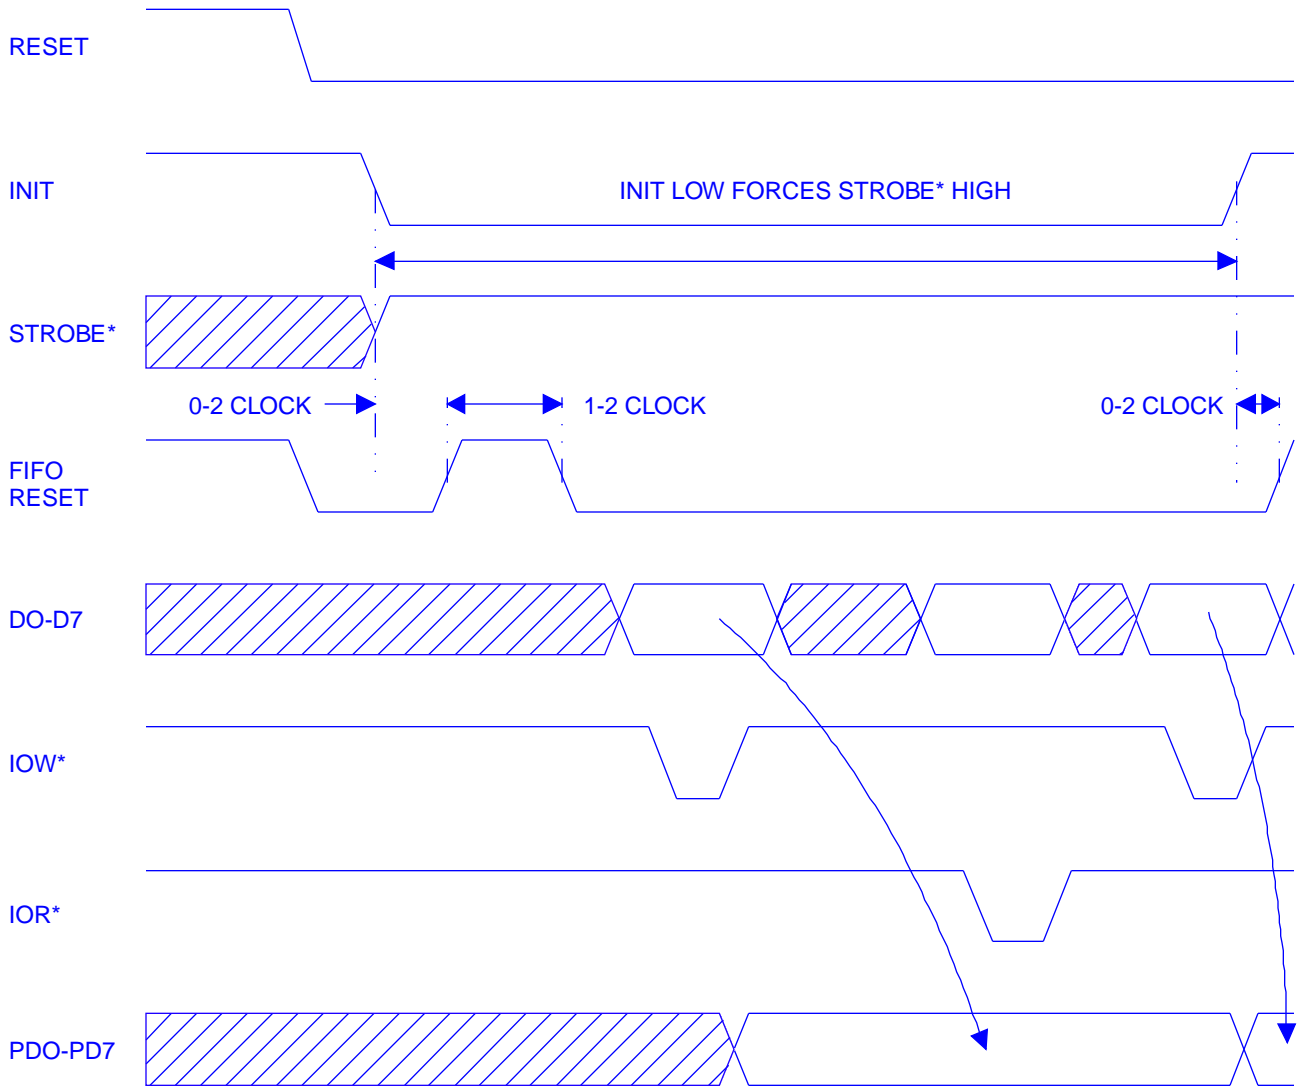 RESET
INIT
INIT LOW FORCES STROBE* HIGH
STROBE*
0-2 CLOCK
1-2 CLOCK
0-2 CLOCK
FIFO
RESET
DO-D7
IOW*
IOR*
PDO-PD7